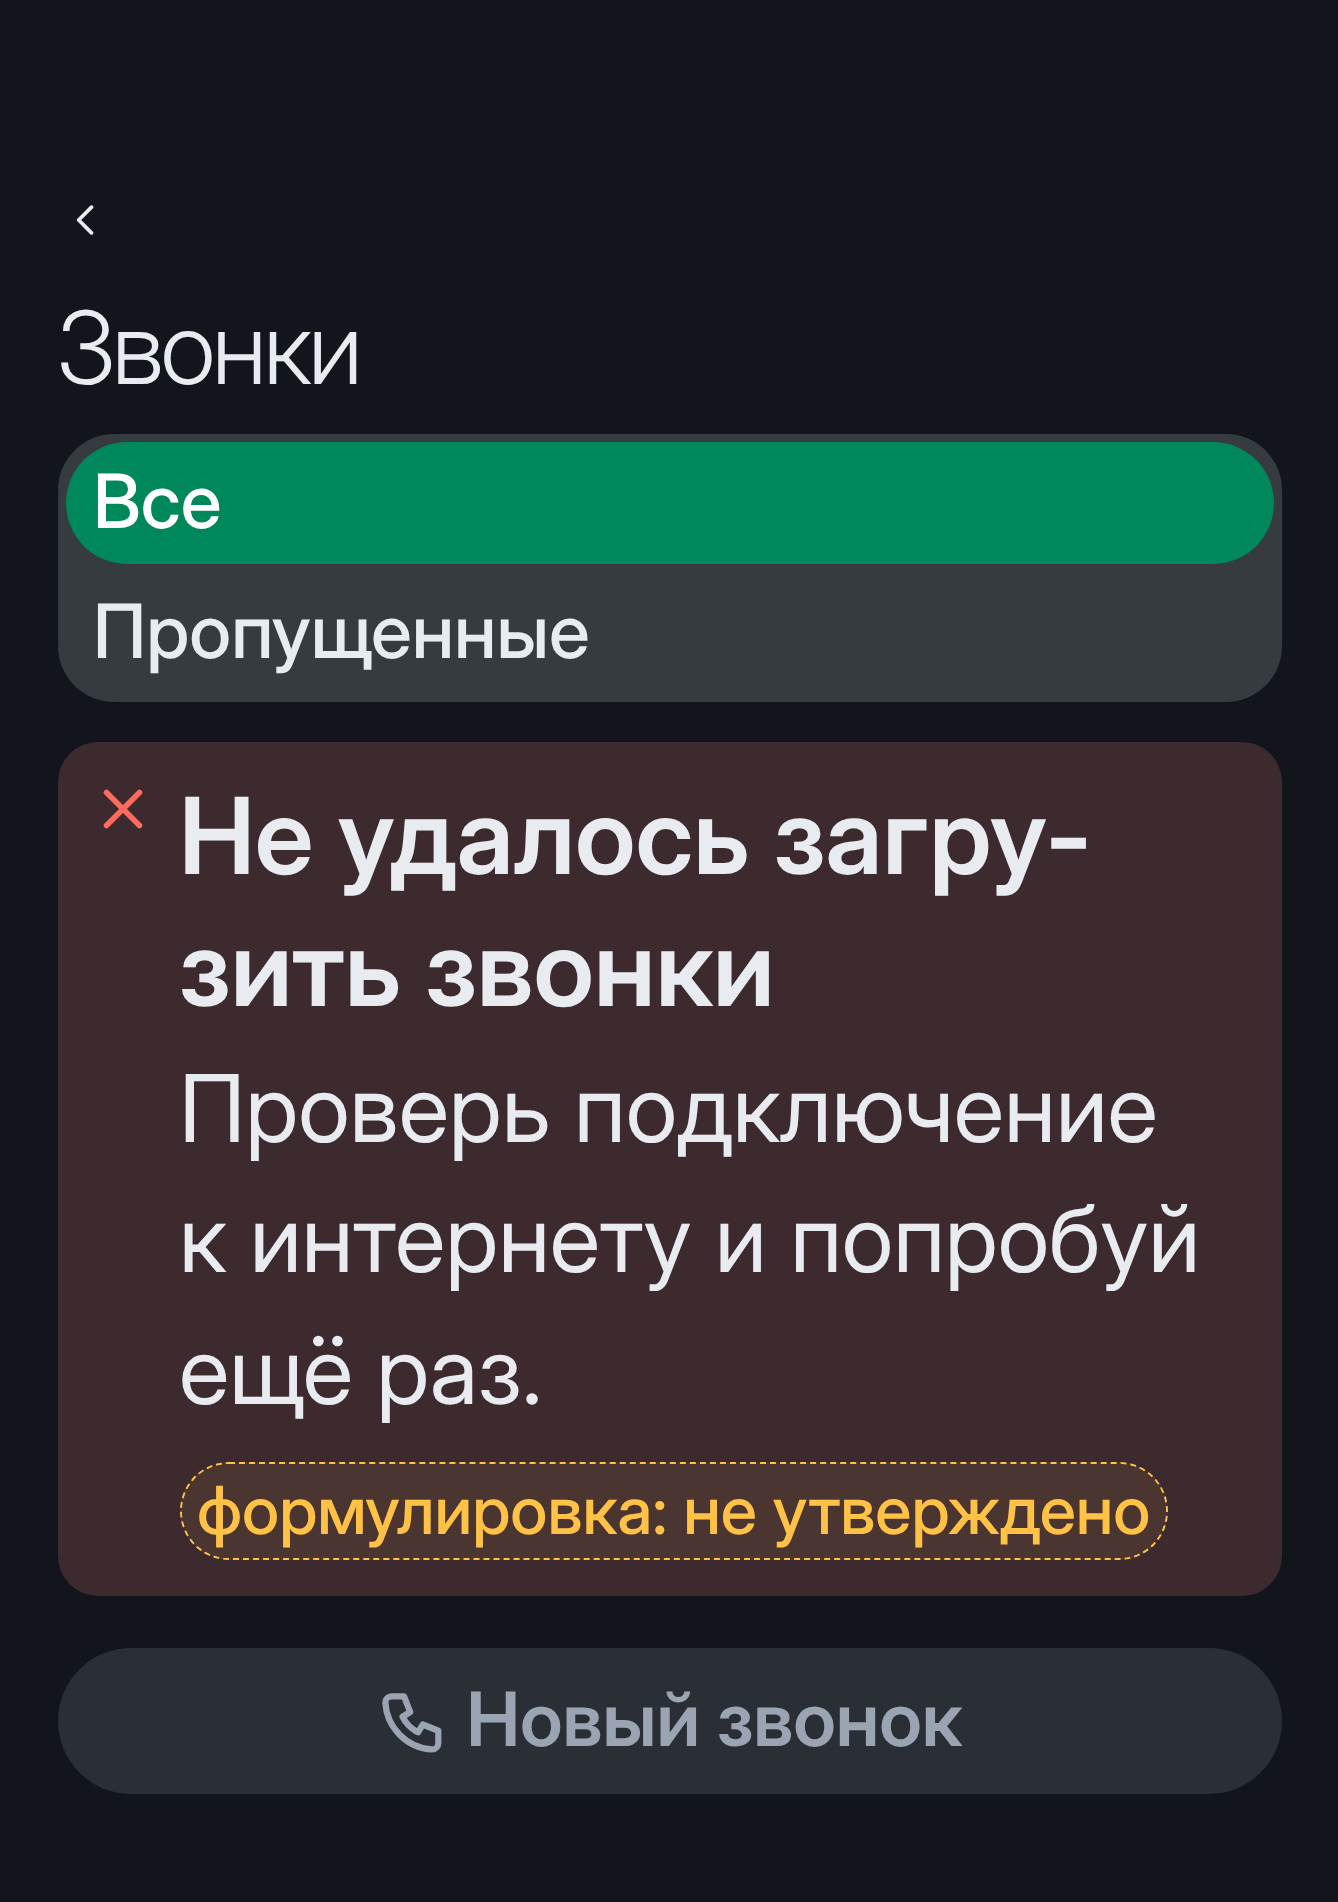 Звонки
Все
Пропущенные
Не удалось загру-
зить звонки
Проверь подключение
к интернету и попробуй
ещё раз.
формулировка: не утверждено
Новый звонок